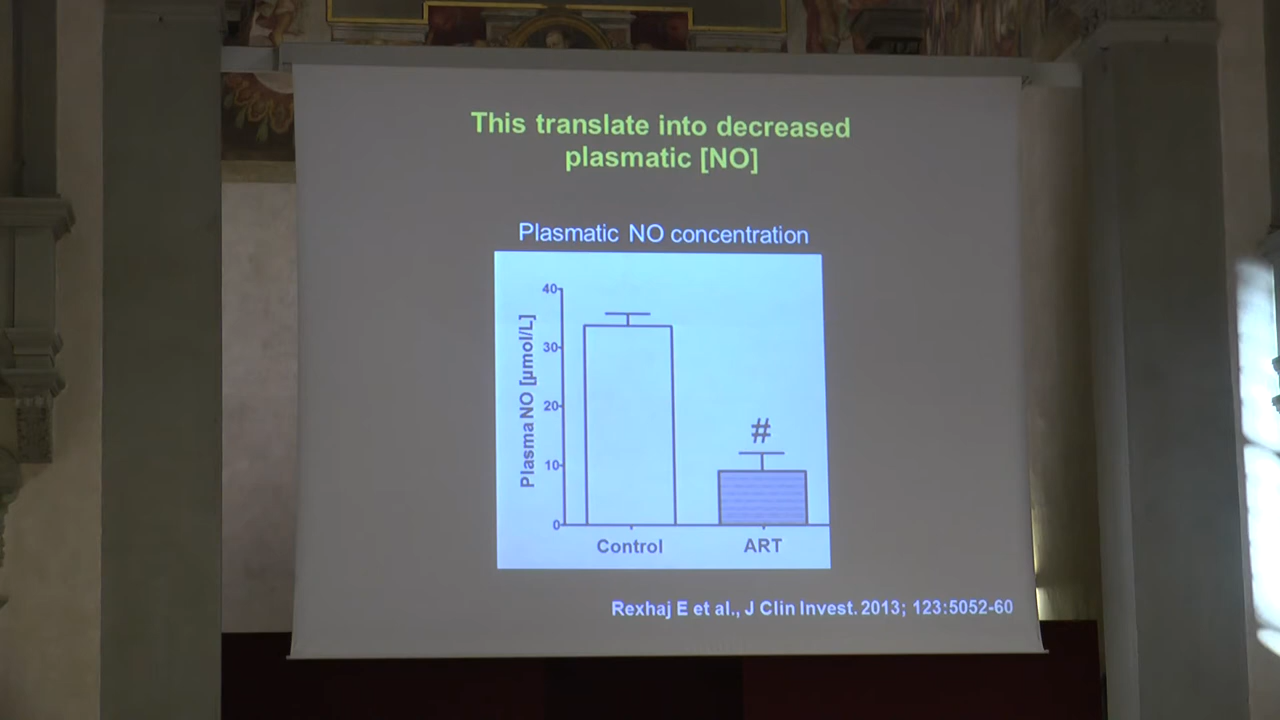 This translate into decreased
plasmatic [NO]
Plasmatic NO concentration
40
30
20
10
0
Plasma NO [µmol/L]
#
Control
ART
Rexhaj E et al., J Clin Invest. 2013; 123:5052-60